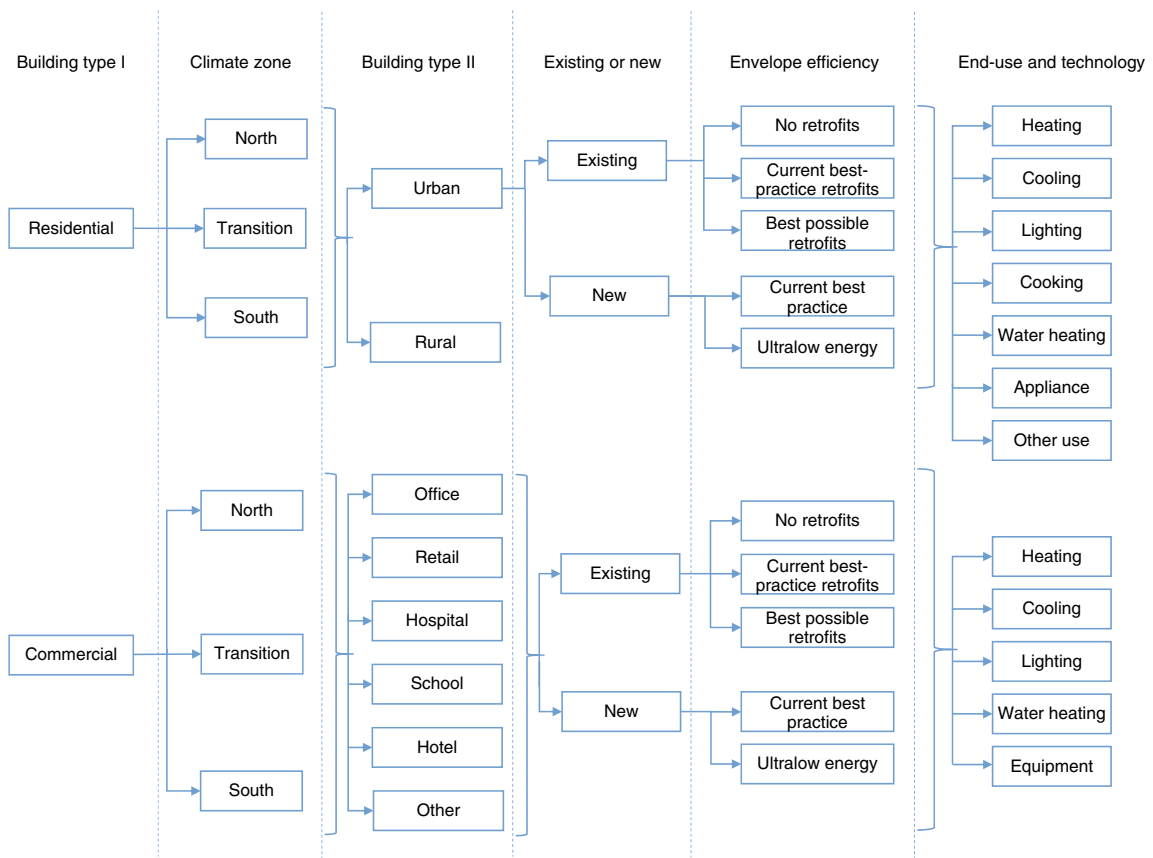 Building type I
Climate zone
Building type II
Existing or new
Envelope efficiency
End-use and technology
Residential
North
Transition
South
Urban
Rural
Existing
New
No retrofits
Current best-
practice retrofits
Best possible
retrofits
Current best
practice
Ultralow energy
Heating
Cooling
Lighting
Cooking
Water heating
Appliance
Other use
Commercial
North
Transition
South
Office
Retail
Hospital
School
Hotel
Other
Existing
New
No retrofits
Current best-
practice retrofits
Best possible
retrofits
Current best
practice
Ultralow energy
Heating
Cooling
Lighting
Water heating
Equipment